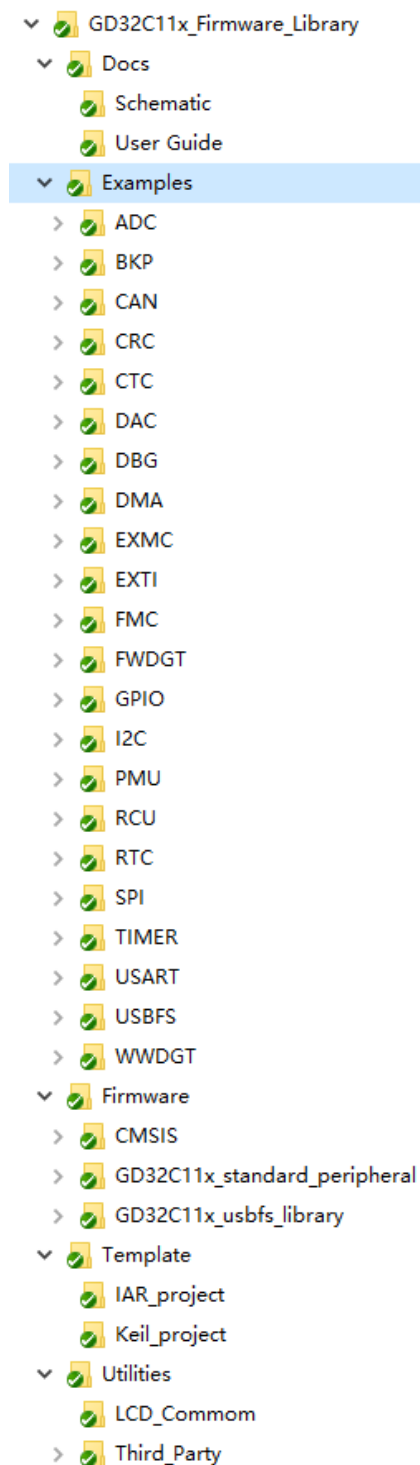 GD32C11x_Firmware_Library
Docs
Schematic
User Guide
Examples
ADC
BKP
CAN
CRC
CTC
DAC
DBG
DMA
EXMC
EXTI
FMC
FWDGT
GPIO
I2C
PMU
RCU
RTC
SPI
TIMER
USART
USBFS
WWDGT
Firmware
CMSIS
GD32C11x_standard_peripheral
GD32C11x_usbfs_library
Template
IAR_project
Keil_project
Utilities
LCD_Commom
Third_Party